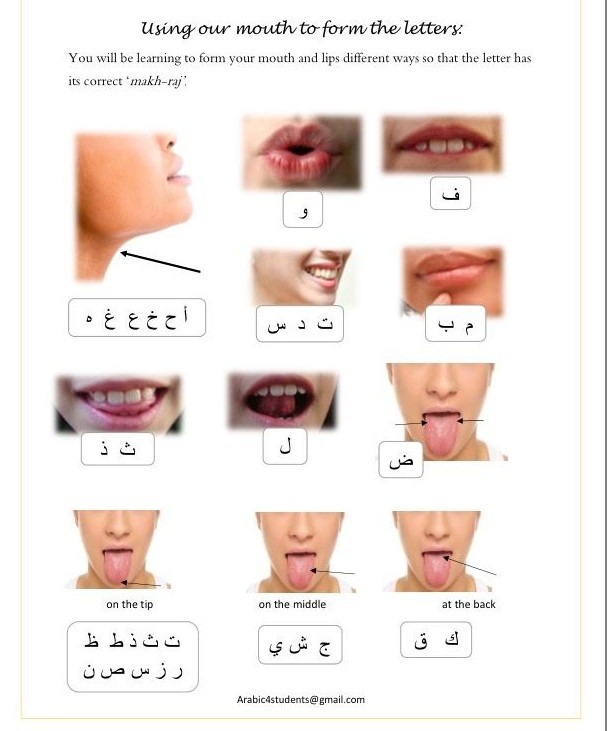 Using our mouth to form the letters:
You will be learning to form your mouth and lips different ways so that the letter has
its correct ‘makh-raj’.
و
ف
أ ح خ ع غ ه
ت د س
م ب
ث ذ
ل
ض
on the tip
on the middle
at the back
ت ث ذ ط ظ
ر ز س ص ن
ج ش ي
ك ق
Arabic4students@gmail.com